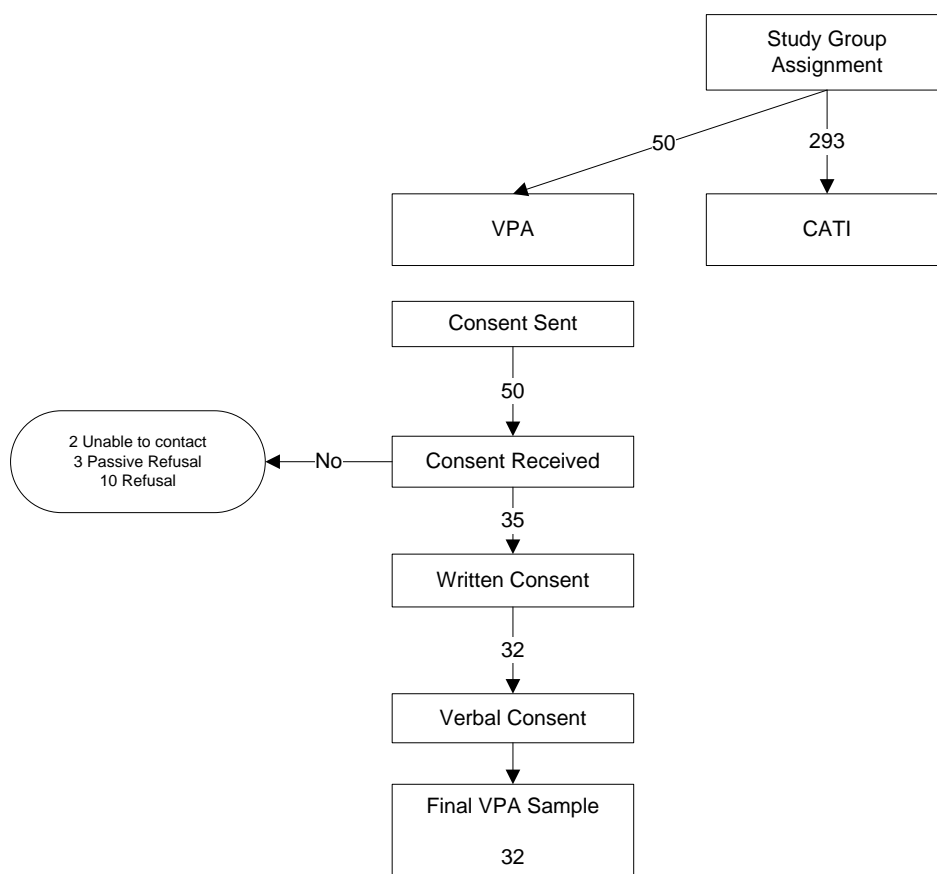 Study Group
Assignment
50
293
VPA
CATI
Consent Sent
50
2 Unable to contact
3 Passive Refusal
10 Refusal
No
Consent Received
35
Written Consent
32
Verbal Consent
Final VPA Sample
32